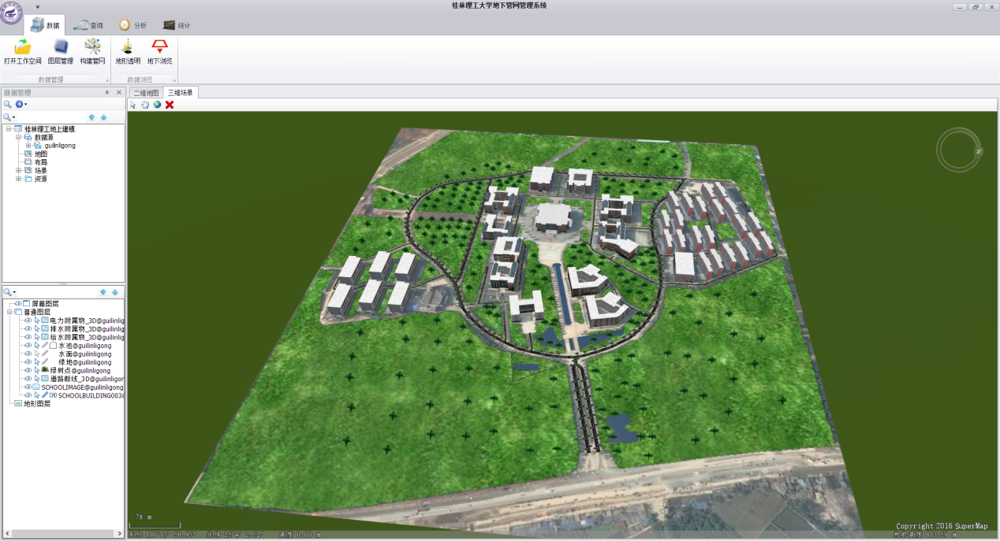 桂林理工大学地下管网管理系统
数据 查询 分析 统计
打开工作空间 图层管理 构建管网 地形透明 地下浏览
数据管理 数据浏览
数据管理
二维地图 三维场景
桂林理工地上建模
数据源
guilinligong
地图
布局
场景
资源
屏幕图层
普通图层
电力附属物_3D@guilinlig
排水附属物_3D@guilinlig
给水附属物_3D@guilinlig
水池@guilinligong
水面@guilinligong
绿地@guilinligong
绿树点@guilinligong
道路断线_3D@guilinligon
SCHOOLIMAGE@guilinligong
SCHOOLBUILDING003
地形图层
N
78 m
Copyright 2016 SuperMap